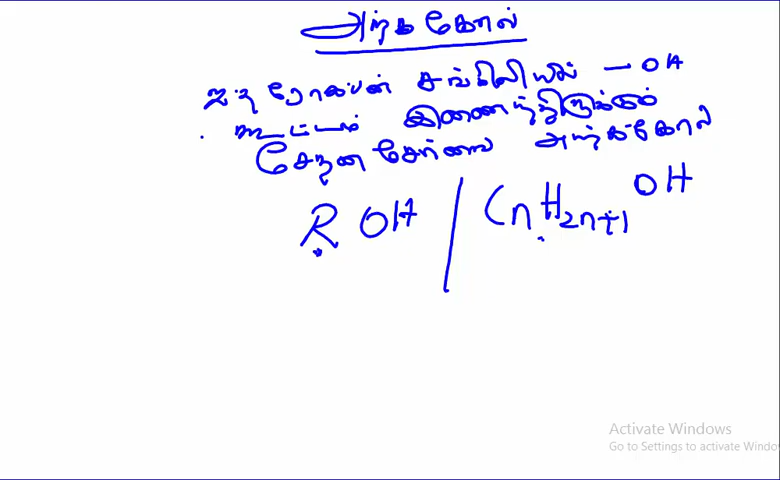 அற்ககோல்
ஐதரோகாபன் சங்கிலியில் – OH
கூட்டம் இணைந்திருக்கும்
சேதன சேர்வை அற்ககோல்
R OH / CnH2n+1 OH
Activate Windows
Go to Settings to activate Windo